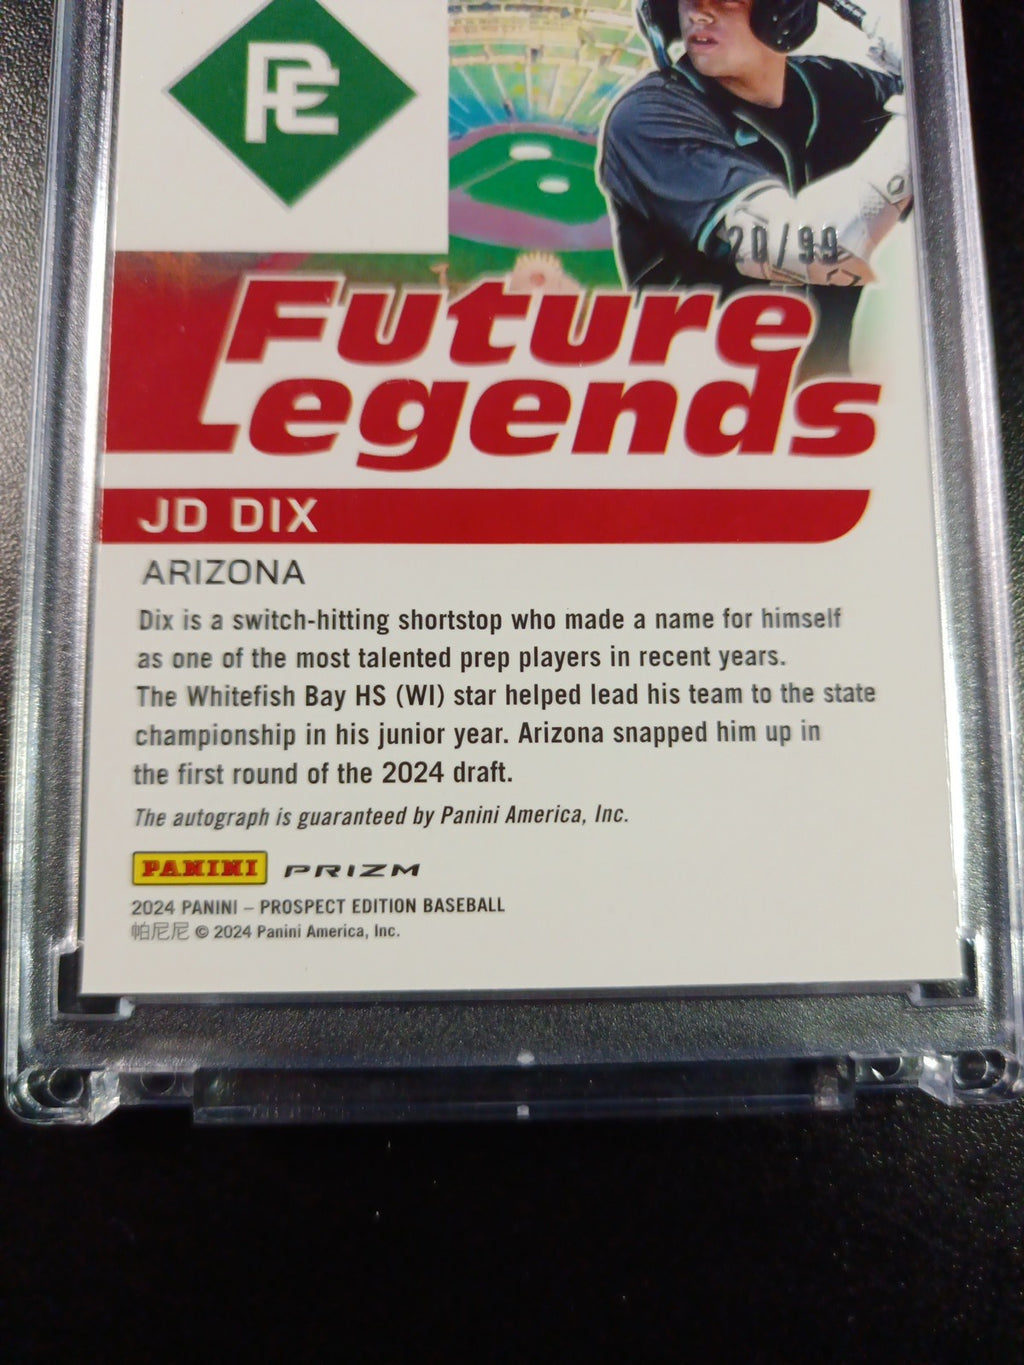 PE
20/99
Future
Legends
JD DIX
ARIZONA
Dix is a switch-hitting shortstop who made a name for himself
as one of the most talented prep players in recent years.
The Whitefish Bay HS (WI) star helped lead his team to the state
championship in his junior year. Arizona snapped him up in
the first round of the 2024 draft.
The autograph is guaranteed by Panini America, Inc.
PANINI PRIZM
2024 PANINI – PROSPECT EDITION BASEBALL
帕尼尼 © 2024 Panini America, Inc.